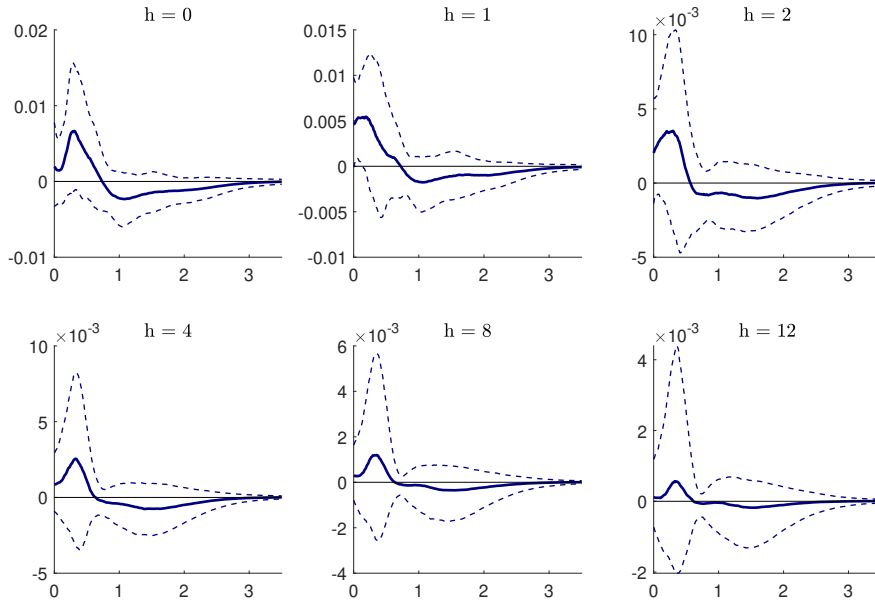 h = 0
0.02
0.01
0
-0.01
0 1 2 3
h = 1
0.015
0.01
0.005
0
-0.005
-0.01
0 1 2 3
h = 2
×10⁻³
10
5
0
-5
0 1 2 3
h = 4
×10⁻³
10
5
0
-5
0 1 2 3
h = 8
×10⁻³
6
4
2
0
-2
-4
0 1 2 3
h = 12
×10⁻³
4
2
0
-2
0 1 2 3